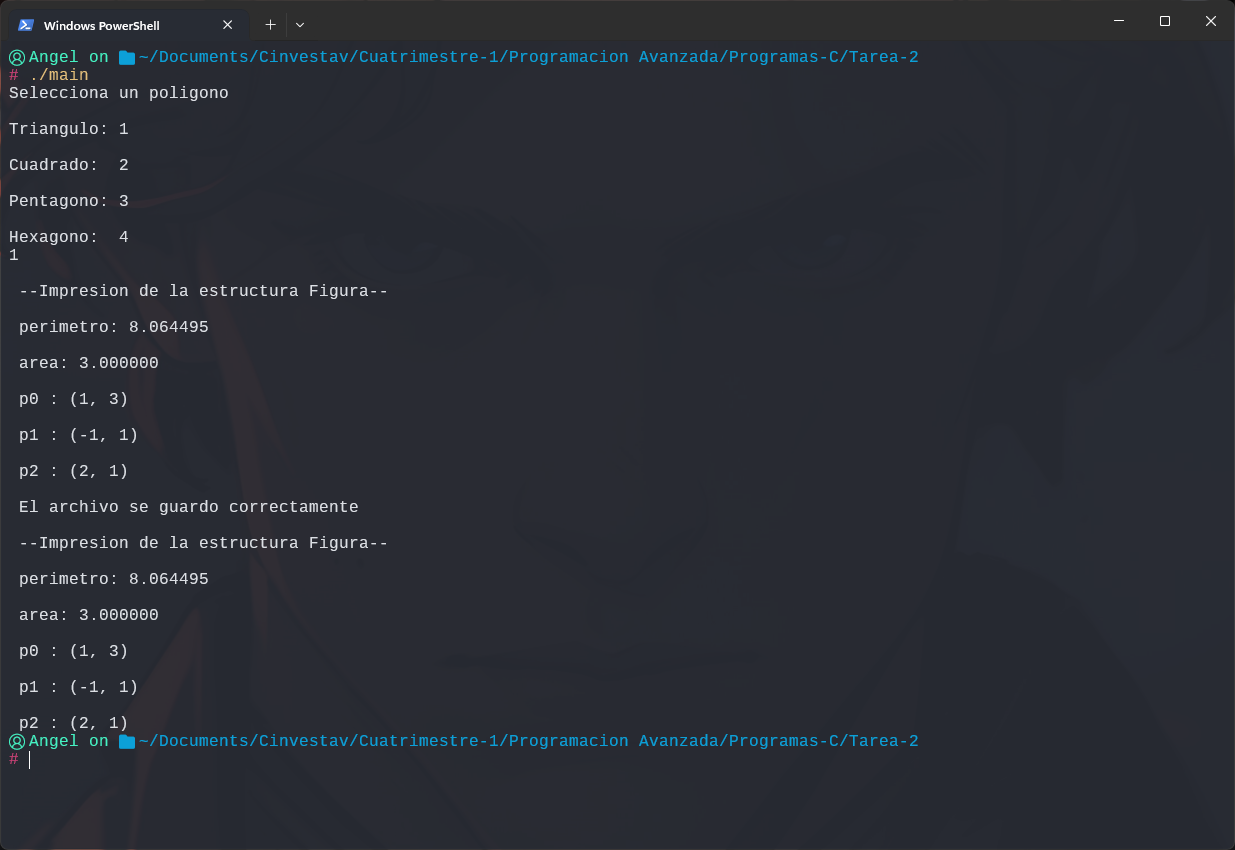 Windows PowerShell
Angel on ~/Documents/Cinvestav/Cuatrimestre-1/Programacion Avanzada/Programas-C/Tarea-2
# ./main
Selecciona un poligono
Triangulo: 1
Cuadrado:  2
Pentagono: 3
Hexagono:  4
1
--Impresion de la estructura Figura--
perimetro: 8.064495
area: 3.000000
p0 : (1, 3)
p1 : (-1, 1)
p2 : (2, 1)
El archivo se guardo correctamente
--Impresion de la estructura Figura--
perimetro: 8.064495
area: 3.000000
p0 : (1, 3)
p1 : (-1, 1)
p2 : (2, 1)
Angel on ~/Documents/Cinvestav/Cuatrimestre-1/Programacion Avanzada/Programas-C/Tarea-2
#